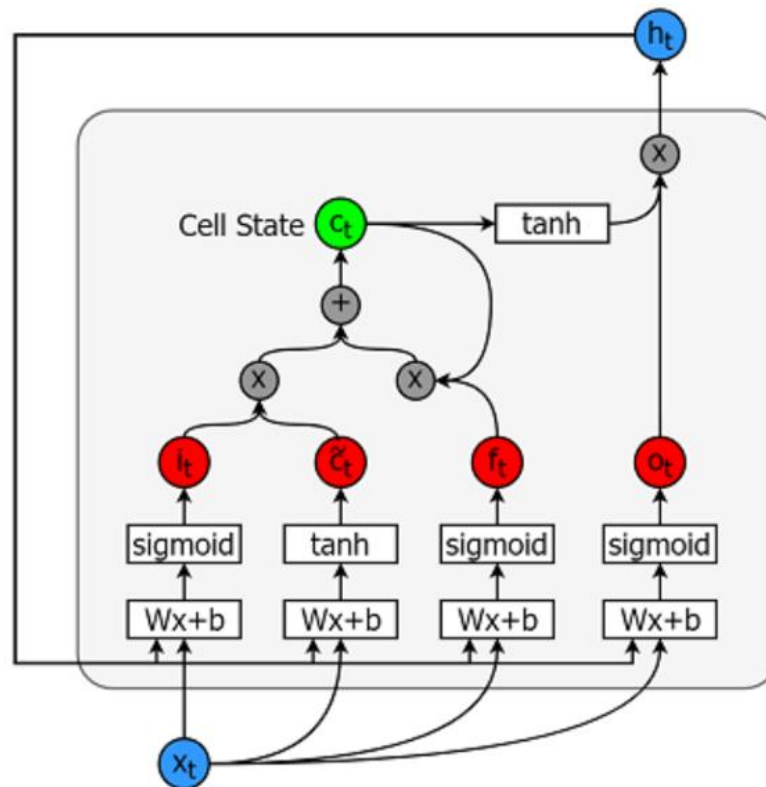 hₜ
x
Cell State cₜ tanh
+
x x
iₜ c̃ₜ fₜ oₜ
sigmoid tanh sigmoid sigmoid
Wx+b Wx+b Wx+b Wx+b
xₜ